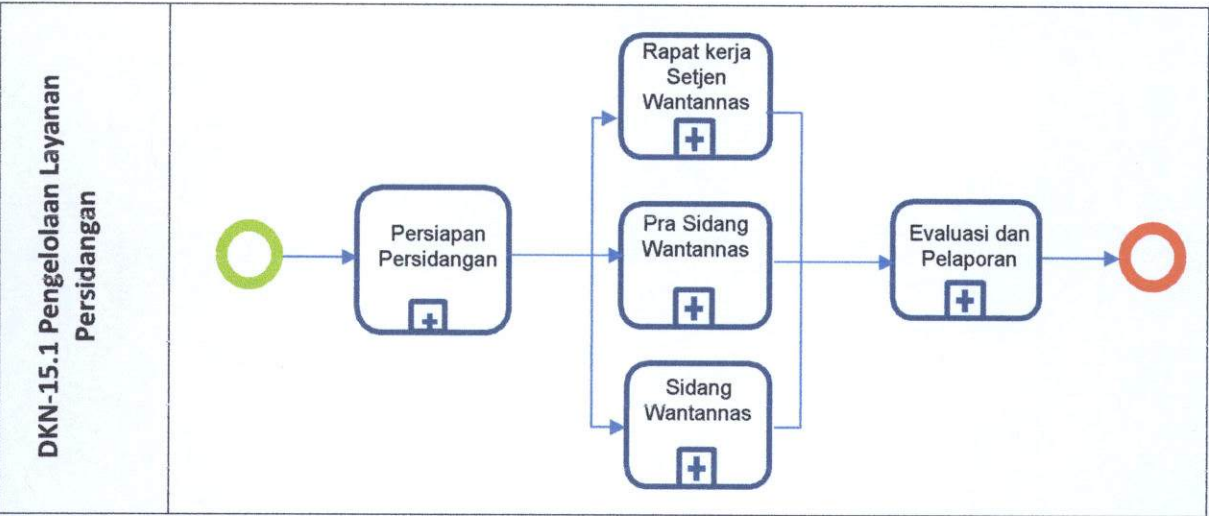 DKN-15.1 Pengelolaan Layanan
Persidangan
Persiapan
Persidangan
Rapat kerja
Setjen
Wantannas
Pra Sidang
Wantannas
Sidang
Wantannas
Evaluasi dan
Pelaporan